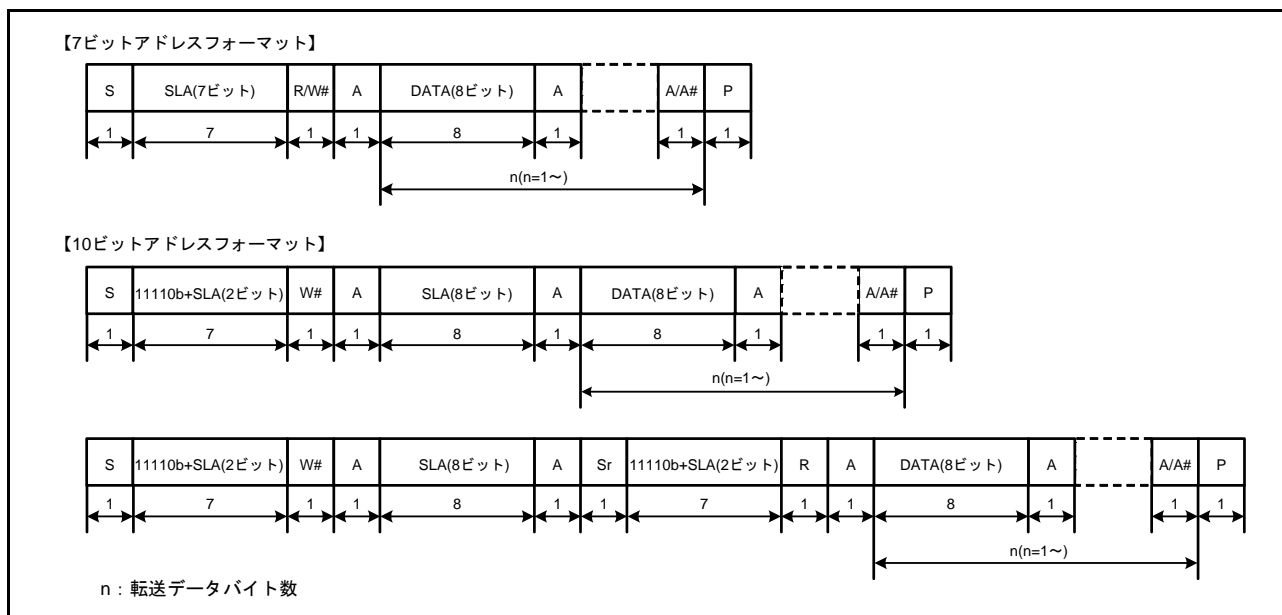 【7ビットアドレスフォーマット】
S SLA(7ビット) R/W# A DATA(8ビット) A A/A# P
1 7 1 1 8 1 1 1
n(n=1～)
【10ビットアドレスフォーマット】
S 11110b+SLA(2ビット) W# A SLA(8ビット) A DATA(8ビット) A A/A# P
1 7 1 1 8 1 8 1 1 1
n(n=1～)
S 11110b+SLA(2ビット) W# A SLA(8ビット) A Sr 11110b+SLA(2ビット) R A DATA(8ビット) A A/A# P
1 7 1 1 8 1 1 7 1 1 8 1 1 1
n(n=1～)
n：転送データバイト数